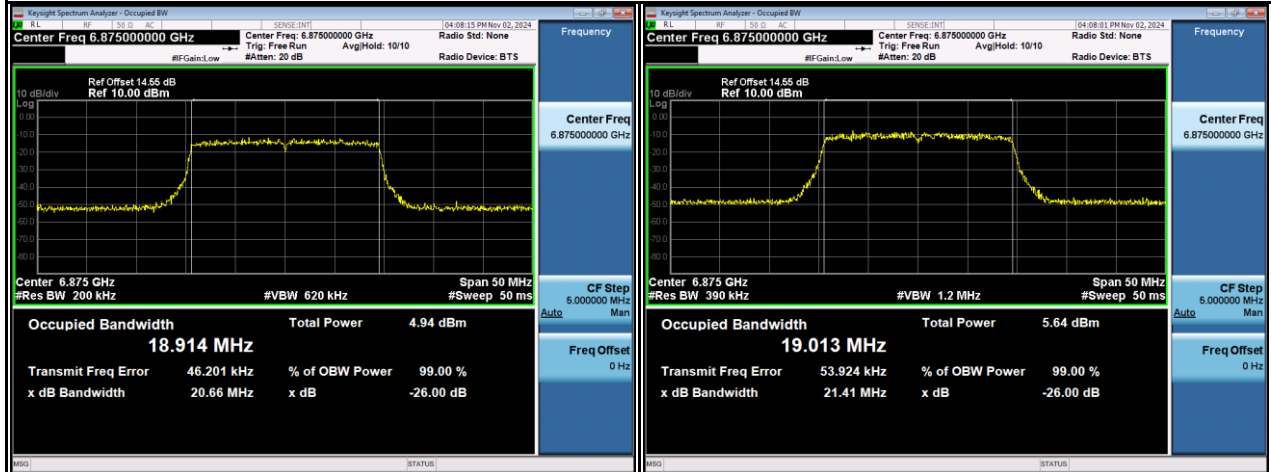 Keysight Spectrum Analyzer - Occupied BW
RL RF 50 Ω AC SENSE:INT 04:08:15 PM Nov 02, 2024
Center Freq 6.875000000 GHz
Center Freq: 6.875000000 GHz
Radio Std: None
Trig: Free Run Avg|Hold: 10/10
#IFGain:Low #Atten: 20 dB Radio Device: BTS
Ref Offset 14.55 dB
10 dB/div Ref 10.00 dBm
Log
0.00
-10.0
-20.0
-30.0
-40.0
-50.0
-60.0
-70.0
-80.0
Center 6.875 GHz Span 50 MHz
#Res BW 200 kHz #VBW 620 kHz #Sweep 50 ms
Occupied Bandwidth Total Power 4.94 dBm
18.914 MHz
Transmit Freq Error 46.201 kHz % of OBW Power 99.00 %
x dB Bandwidth 20.66 MHz x dB -26.00 dB
MSG STATUS
Frequency
Center Freq
6.875000000 GHz
CF Step
5.000000 MHz
Auto Man
Freq Offset
0 Hz
Keysight Spectrum Analyzer - Occupied BW
RL RF 50 Ω AC SENSE:INT 04:08:01 PM Nov 02, 2024
Center Freq 6.875000000 GHz
Center Freq: 6.875000000 GHz
Radio Std: None
Trig: Free Run Avg|Hold: 10/10
#IFGain:Low #Atten: 20 dB Radio Device: BTS
Ref Offset 14.55 dB
10 dB/div Ref 10.00 dBm
Log
0.00
-10.0
-20.0
-30.0
-40.0
-50.0
-60.0
-70.0
-80.0
Center 6.875 GHz Span 50 MHz
#Res BW 390 kHz #VBW 1.2 MHz #Sweep 50 ms
Occupied Bandwidth Total Power 5.64 dBm
19.013 MHz
Transmit Freq Error 53.924 kHz % of OBW Power 99.00 %
x dB Bandwidth 21.41 MHz x dB -26.00 dB
MSG STATUS
Frequency
Center Freq
6.875000000 GHz
CF Step
5.000000 MHz
Auto Man
Freq Offset
0 Hz